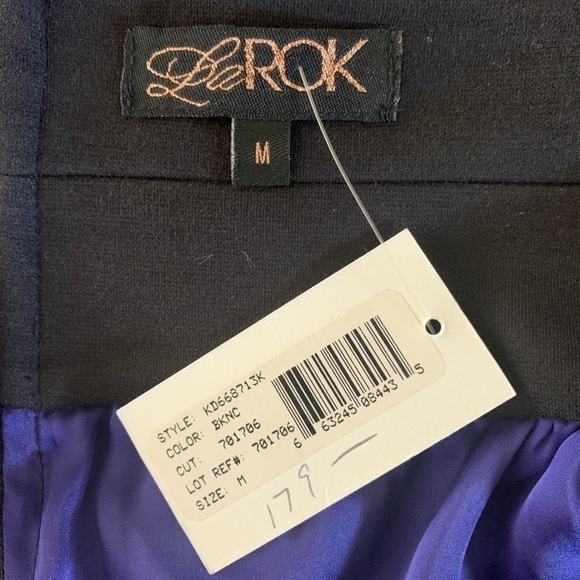 LaROK
M
STYLE: KD668713K
COLOR: BKNC
CUT: 701706
LOT REF#: 701706
SIZE: M
6 63245 08443 5
179—